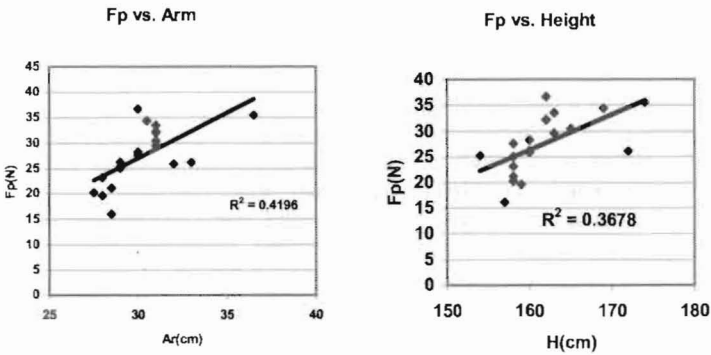 Fp vs. Arm
45
40
35
30
25
20
15
10
5
0
Fp(N)
R² = 0,4196
25 30 35 40
Ar(cm)
Fp vs. Height
40
35
30
25
20
15
10
5
0
Fp(N)
R² = 0.3678
150 160 170 180
H(cm)